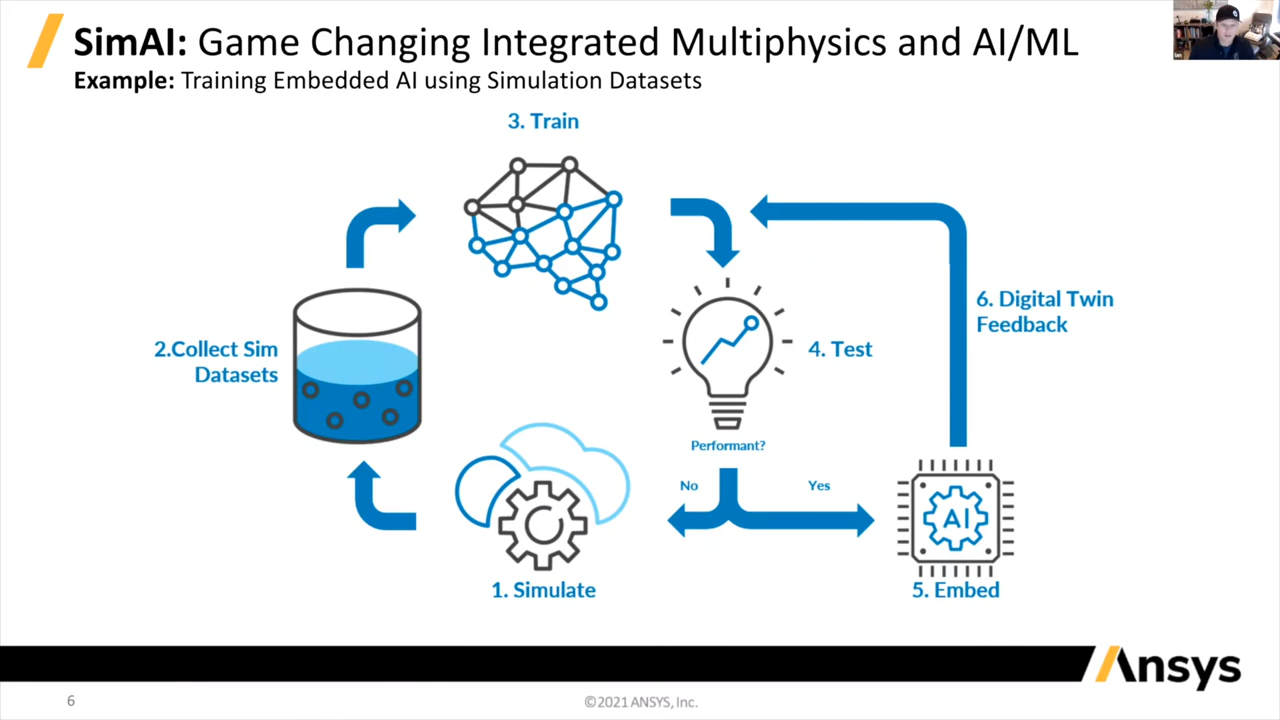 SimAI: Game Changing Integrated Multiphysics and AI/ML
Example: Training Embedded AI using Simulation Datasets
3. Train
2.Collect Sim
Datasets
4. Test
6. Digital Twin
Feedback
Performant?
No
Yes
AI
1. Simulate
5. Embed
Ansys
6
©2021 ANSYS, Inc.